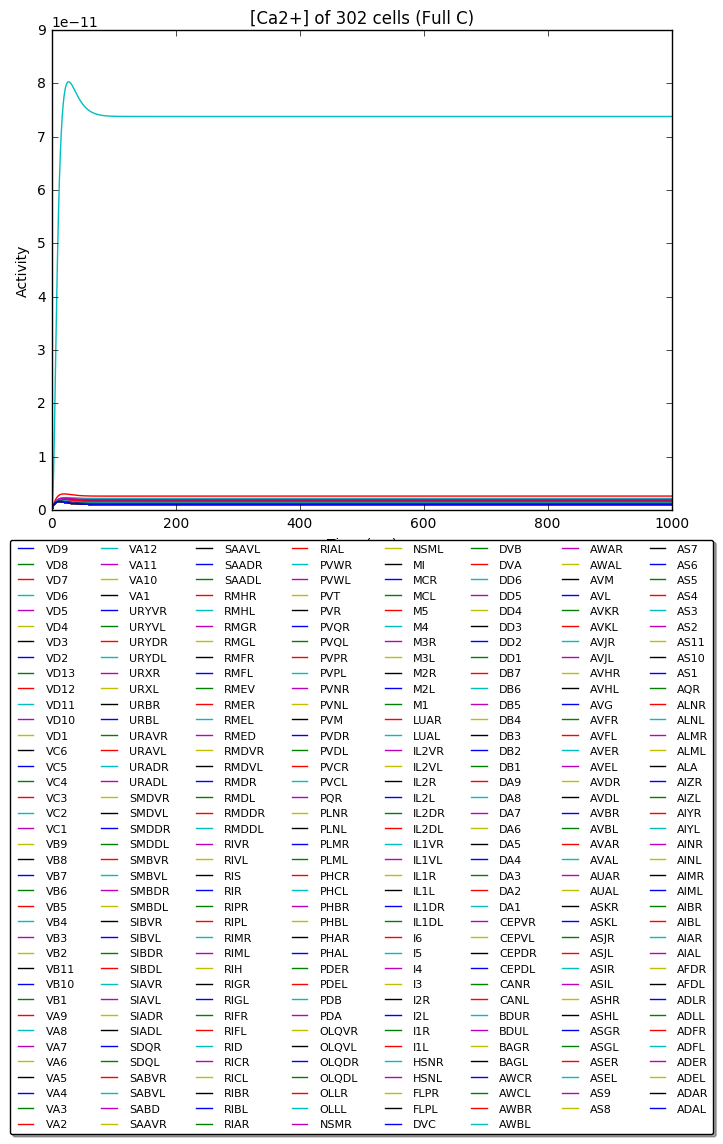 [Ca2+] of 302 cells (Full C)
1e−11
9
8
7
6
5
4
3
2
1
0
Activity
0
200
400
600
800
1000
VD9
VD8
VD7
VD6
VD5
VD4
VD3
VD2
VD13
VD12
VD11
VD10
VD1
VC6
VC5
VC4
VC3
VC2
VC1
VB9
VB8
VB7
VB6
VB5
VB4
VB3
VB2
VB11
VB10
VB1
VA9
VA8
VA7
VA6
VA5
VA4
VA3
VA2
VA12
VA11
VA10
VA1
URYVR
URYVL
URYDR
URYDL
URXR
URXL
URBR
URBL
URAVR
URAVL
URADR
URADL
SMDVR
SMDVL
SMDDR
SMDDL
SMBVR
SMBVL
SMBDR
SMBDL
SIBVR
SIBVL
SIBDR
SIBDL
SIAVR
SIAVL
SIADR
SIADL
SDQR
SDQL
SABVR
SABVL
SABD
SAAVR
SAAVL
SAADR
SAADL
RMHR
RMHL
RMGR
RMGL
RMFR
RMFL
RMEV
RMER
RMEL
RMED
RMDVR
RMDVL
RMDR
RMDL
RMDDR
RMDDL
RIVR
RIVL
RIS
RIR
RIPR
RIPL
RIMR
RIML
RIH
RIGR
RIGL
RIFR
RIFL
RID
RICR
RICL
RIBR
RIBL
RIAR
RIAL
PVWR
PVWL
PVT
PVR
PVQR
PVQL
PVPR
PVPL
PVNR
PVNL
PVM
PVDR
PVDL
PVCR
PVCL
PQR
PLNR
PLNL
PLMR
PLML
PHCR
PHCL
PHBR
PHBL
PHAR
PHAL
PDER
PDEL
PDB
PDA
OLQVR
OLQVL
OLQDR
OLQDL
OLLR
OLLL
NSMR
NSML
MI
MCR
MCL
M5
M4
M3R
M3L
M2R
M2L
M1
LUAR
LUAL
IL2VR
IL2VL
IL2R
IL2L
IL2DR
IL2DL
IL1VR
IL1VL
IL1R
IL1L
IL1DR
IL1DL
I6
I5
I4
I3
I2R
I2L
I1R
I1L
HSNR
HSNL
FLPR
FLPL
DVC
DVB
DVA
DD6
DD5
DD4
DD3
DD2
DD1
DB7
DB6
DB5
DB4
DB3
DB2
DB1
DA9
DA8
DA7
DA6
DA5
DA4
DA3
DA2
DA1
CEPVR
CEPVL
CEPDR
CEPDL
CANR
CANL
BDUR
BDUL
BAGR
BAGL
AWCR
AWCL
AWBR
AWBL
AWAR
AWAL
AVM
AVL
AVKR
AVKL
AVJR
AVJL
AVHR
AVHL
AVG
AVFR
AVFL
AVER
AVEL
AVDR
AVDL
AVBR
AVBL
AVAR
AVAL
AUAR
AUAL
ASKR
ASKL
ASJR
ASJL
ASIR
ASIL
ASHR
ASHL
ASGR
ASGL
ASER
ASEL
AS9
AS8
AS7
AS6
AS5
AS4
AS3
AS2
AS11
AS10
AS1
AQR
ALNR
ALNL
ALMR
ALML
ALA
AIZR
AIZL
AIYR
AIYL
AINR
AINL
AIMR
AIML
AIBR
AIBL
AIAR
AIAL
AFDR
AFDL
ADLR
ADLL
ADFR
ADFL
ADER
ADEL
ADAR
ADAL